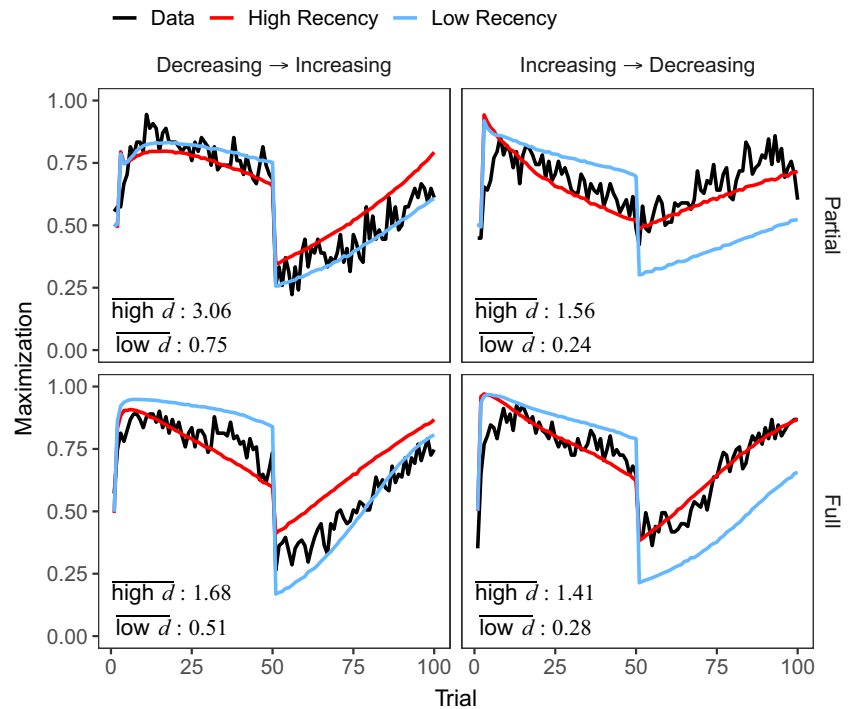 Data High Recency Low Recency
Decreasing → Increasing
Increasing → Decreasing
1.00
0.75
0.50
0.25
0.00
high d : 3.06
low d : 0.75
high d : 1.56
low d : 0.24
Partial
Maximization
1.00
0.75
0.50
0.25
0.00
high d : 1.68
low d : 0.51
high d : 1.41
low d : 0.28
Full
0 25 50 75 100
0 25 50 75 100
Trial